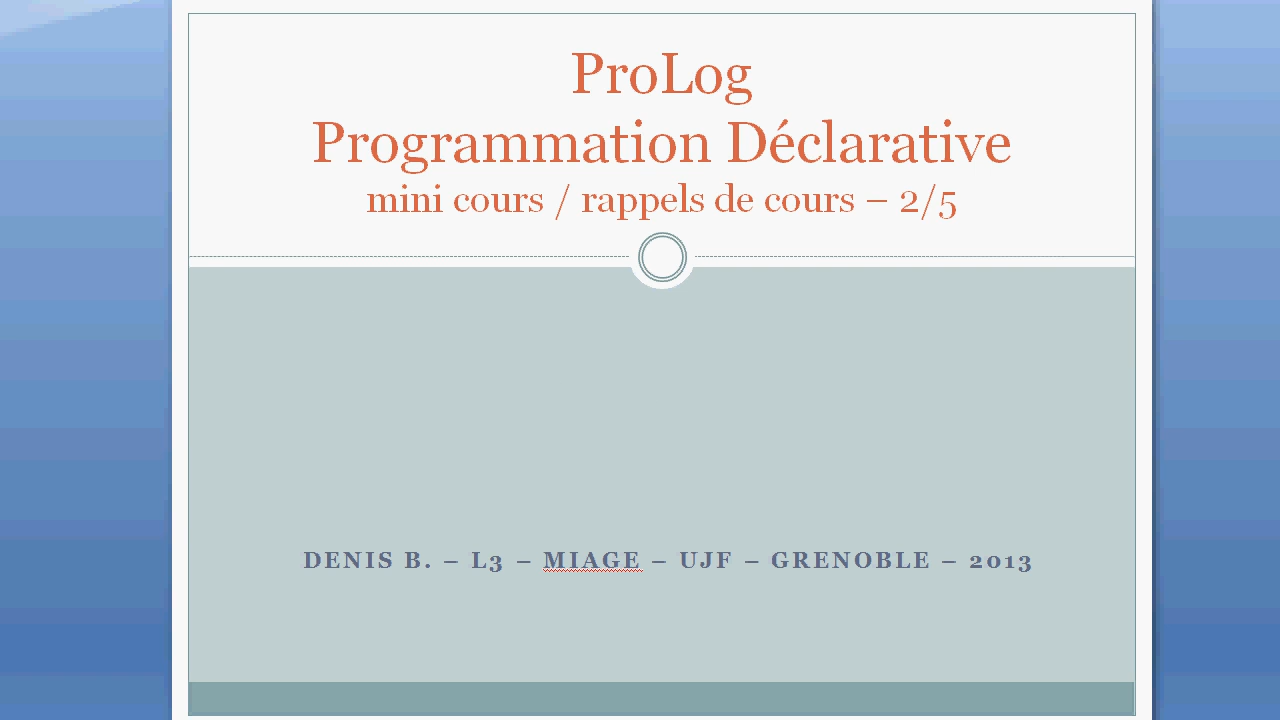 ProLog
Programmation Déclarative
mini cours / rappels de cours – 2/5
DENIS B. – L3 – MIAGE – UJF – GRENOBLE – 2013